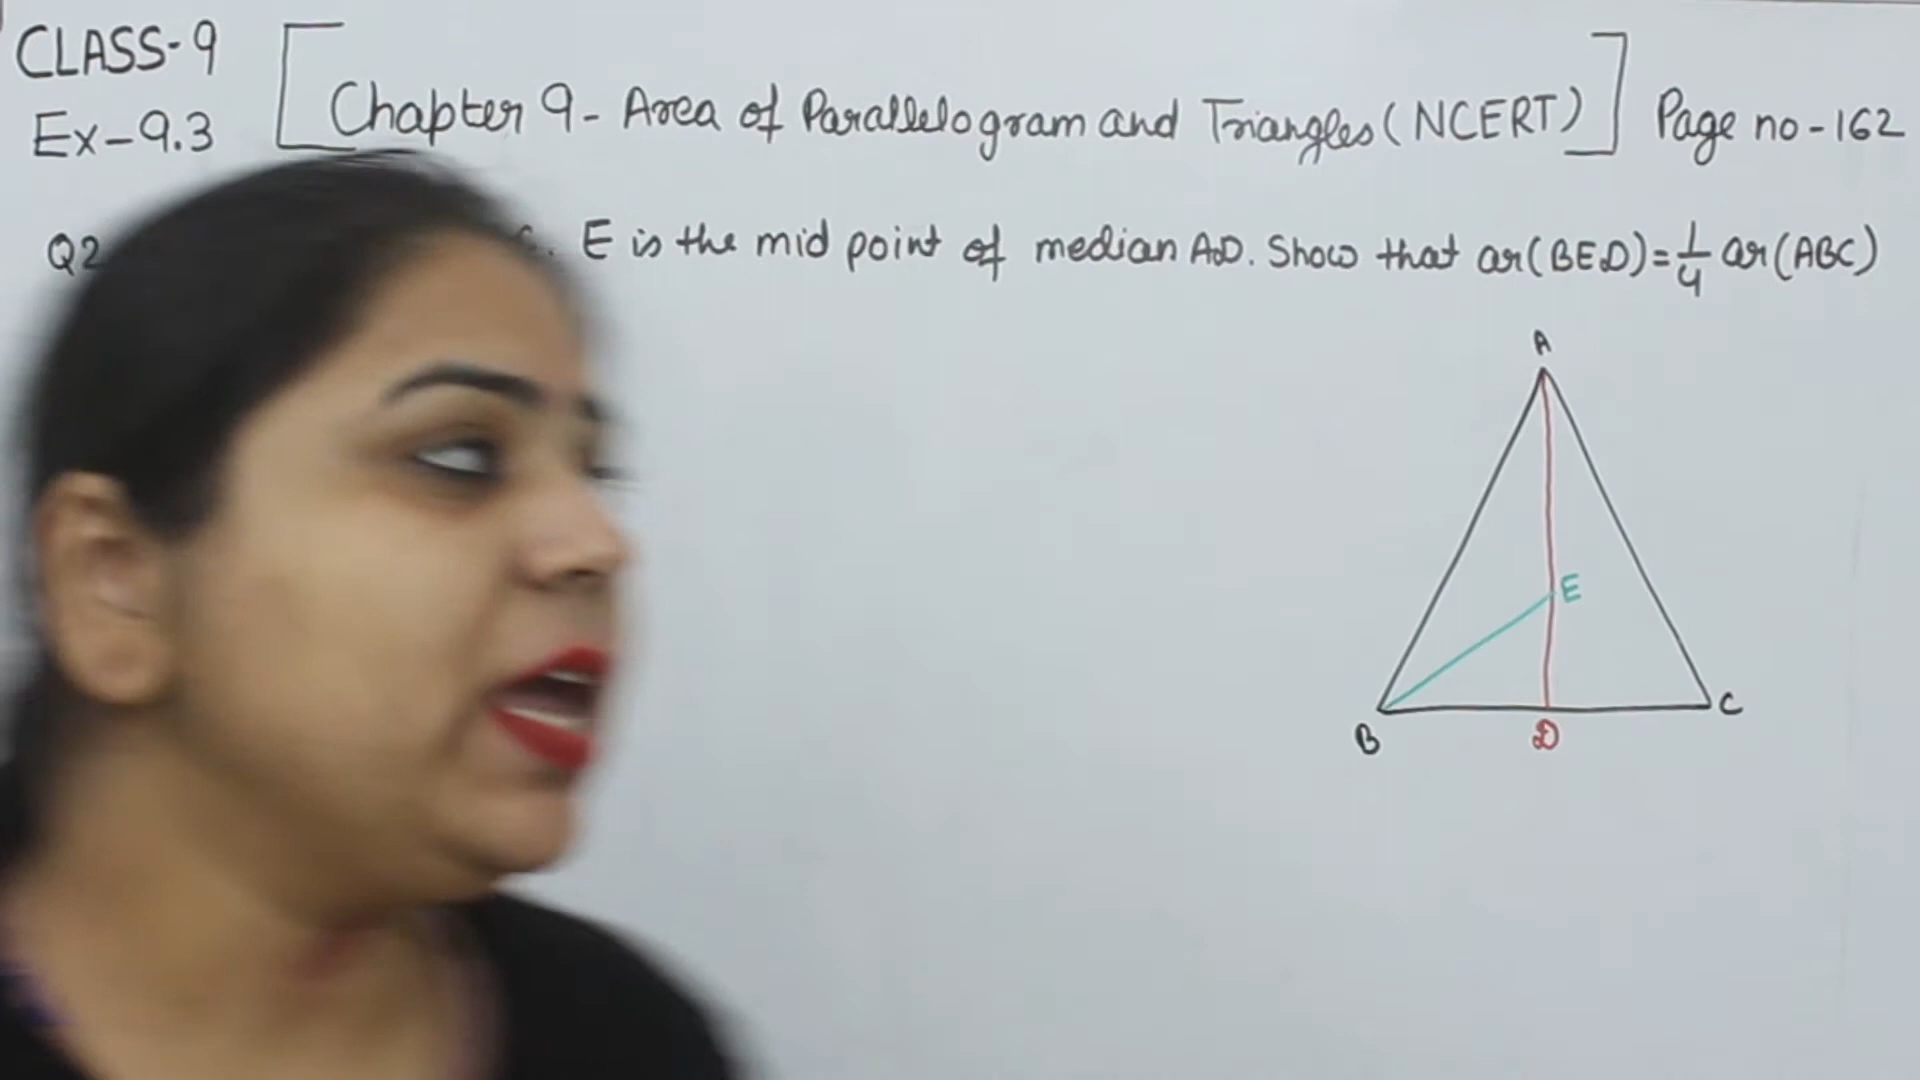 CLASS-9
Ex-9.3
[Chapter 9- Area of Parallelogram and Triangles (NCERT)] Page no-162
Q2 E is the mid point of median AD. Show that ar(BED)=1/4 ar(ABC)
A
E
B
D
C